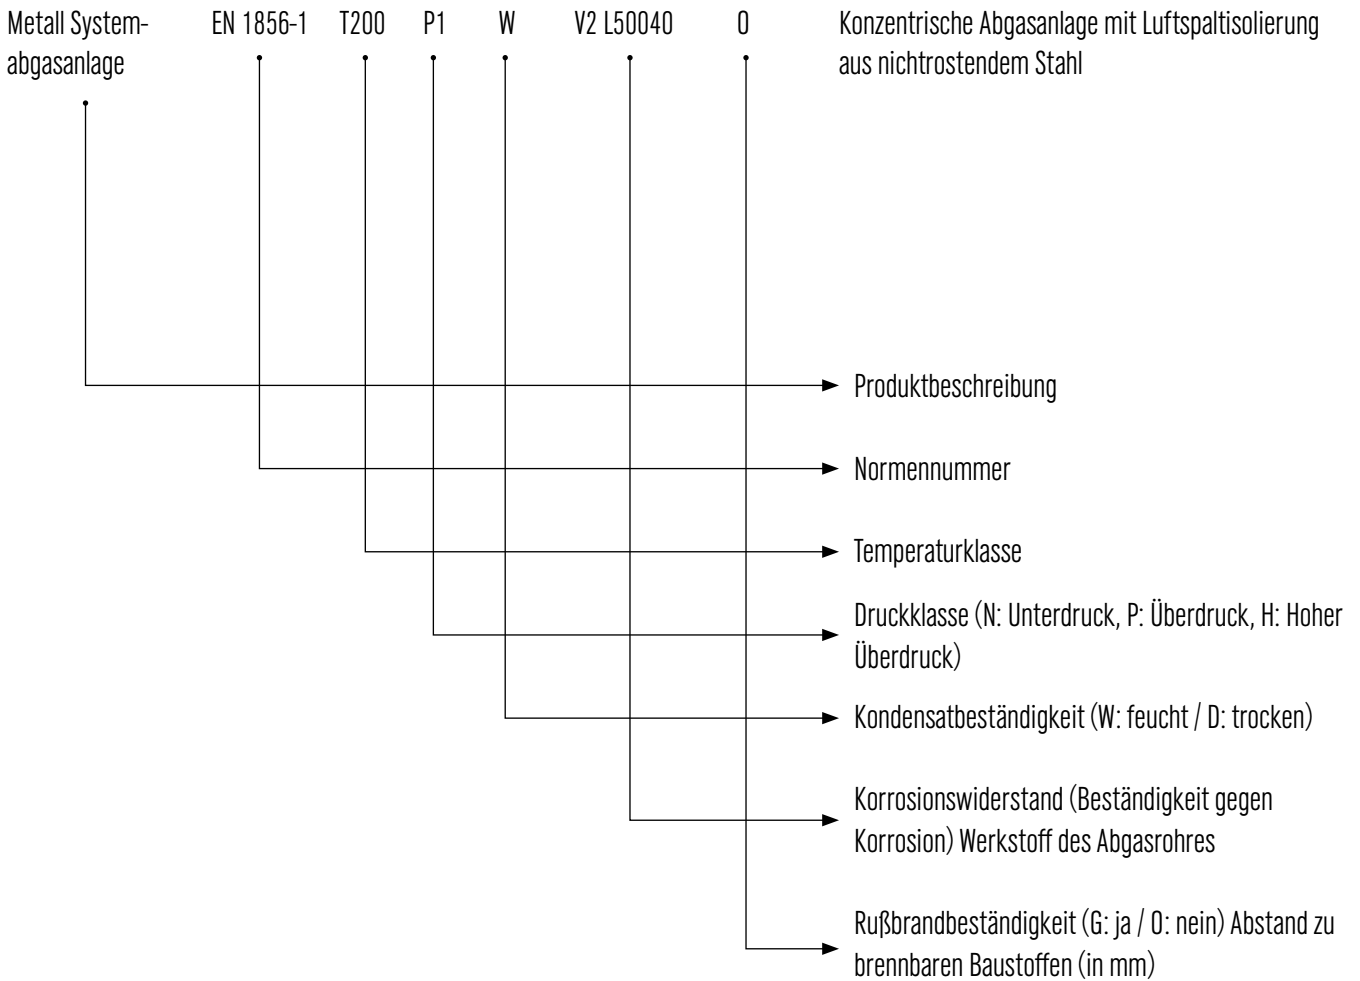 Metall System-
abgasanlage
EN 1856-1 T200 P1 W V2 L50040 O
Konzentrische Abgasanlage mit Luftspaltisolierung
aus nichtrostendem Stahl
Produktbeschreibung
Normennummer
Temperaturklasse
Druckklasse (N: Unterdruck, P: Überdruck, H: Hoher
Überdruck)
Kondensatbeständigkeit (W: feucht / D: trocken)
Korrosionswiderstand (Beständigkeit gegen
Korrosion) Werkstoff des Abgasrohres
Rußbrandbeständigkeit (G: ja / O: nein) Abstand zu
brennbaren Baustoffen (in mm)